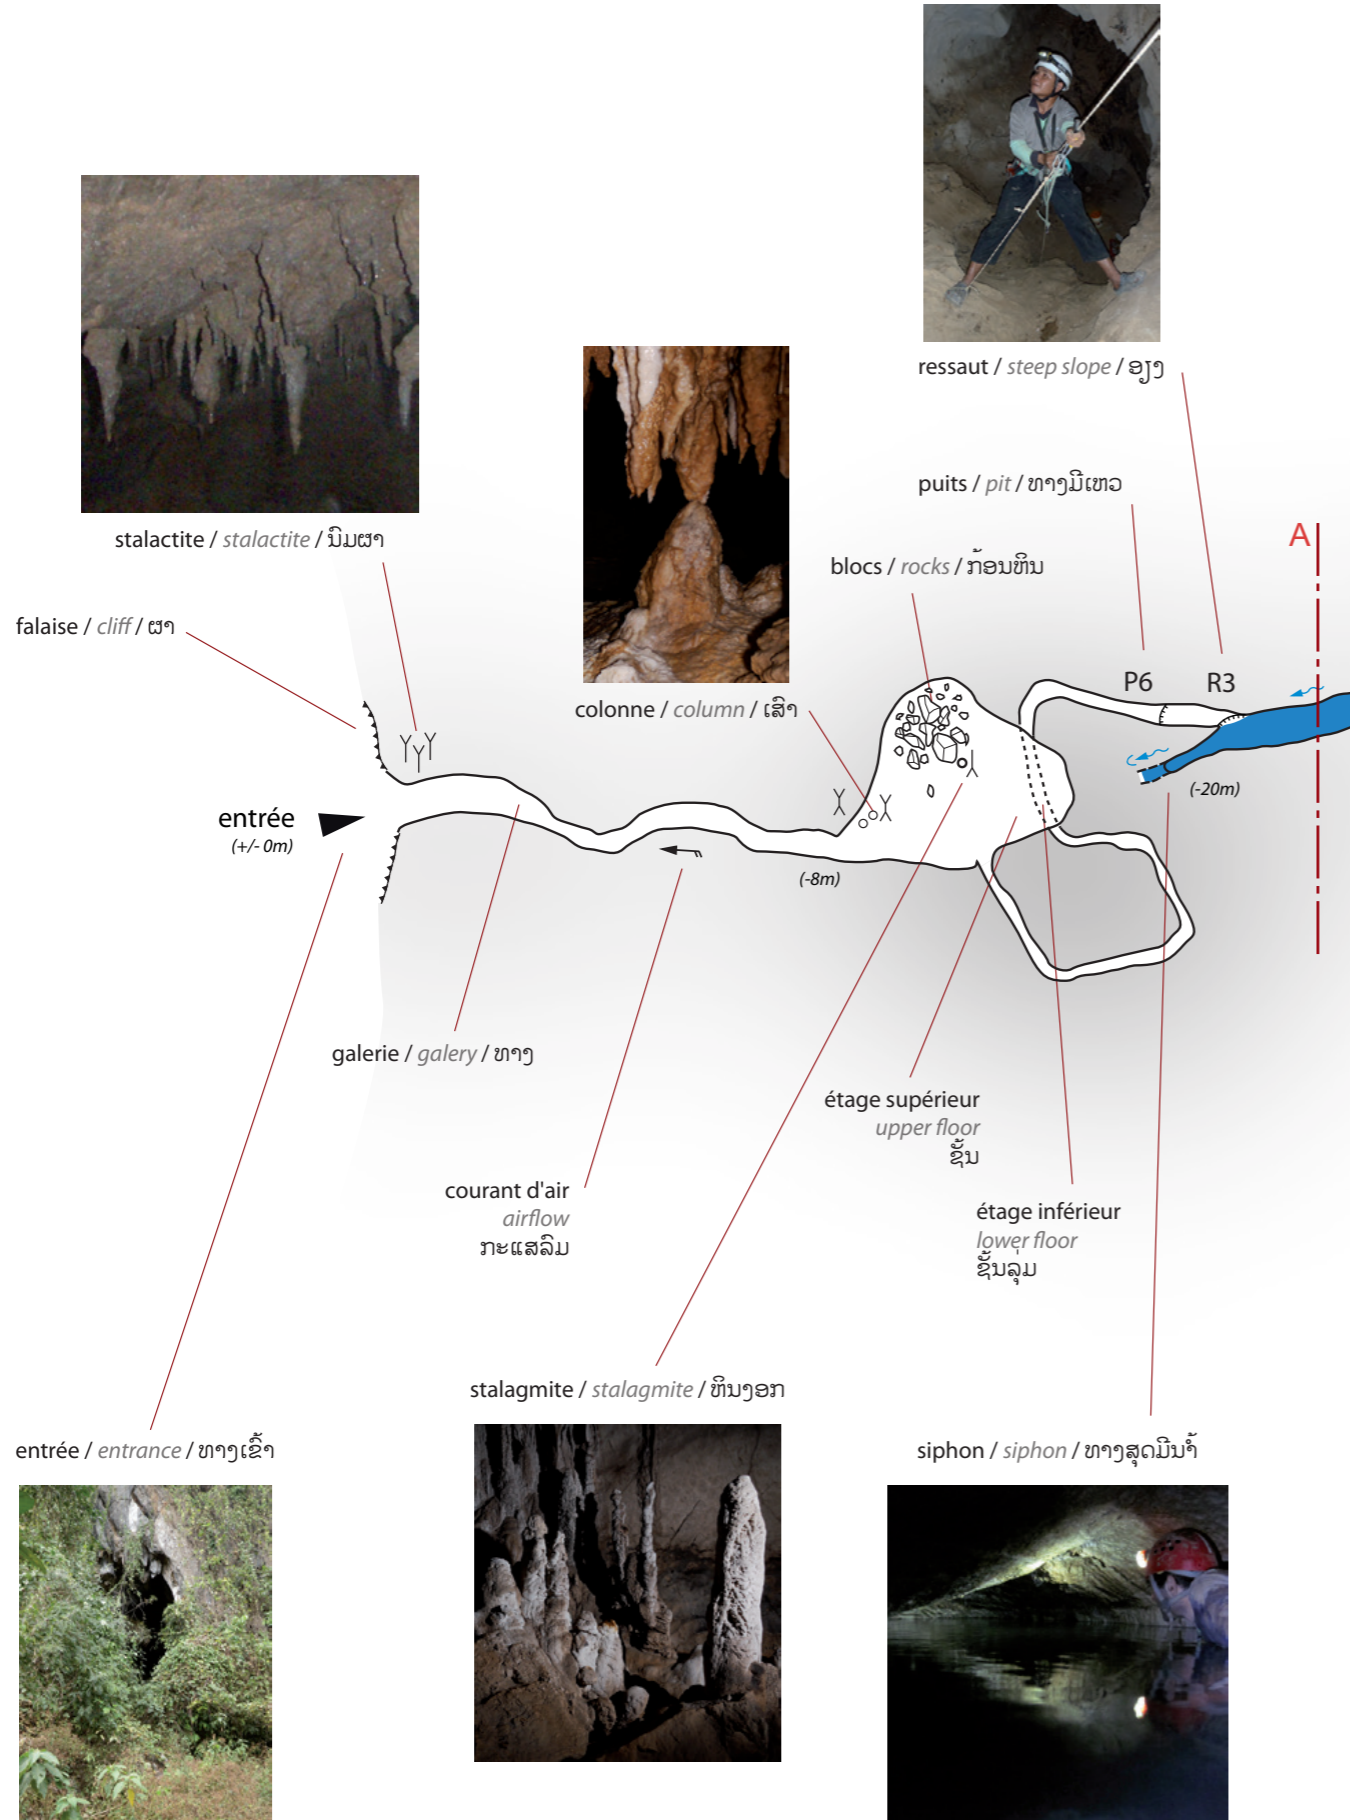 ressaut / steep slope / ອຽງ
puits / pit / ທາງມີເຫວ
A
stalactite / stalactite / ນົມຜາ
blocs / rocks / ກ້ອນຫິນ
falaise / cliff / ຜາ
P6
R3
colonne / column / ເສົາ
(-20m)
entrée
(+/- 0m)
(-8m)
galerie / galery / ທາງ
étage supérieur
upper floor
ຊັ້ນ
courant d'air
airflow
ກະແສລົມ
étage inférieur
lower floor
ຊັ້ນລຸ່ມ
stalagmite / stalagmite / ຫິນງອກ
entrée / entrance / ທາງເຂົ້າ
siphon / siphon / ທາງສຸດມີນໍ້າ